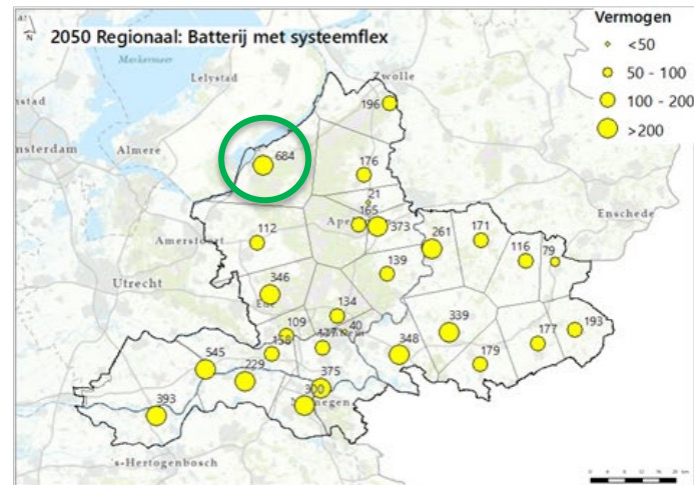 2050 Regionaal: Batterij met systeemflex
Vermogen
<50
50 - 100
100 - 200
>200
N
Markermeer
Lelystad
Zwolle
196
Almere
684
176
21
Enschede
165
373
Amersfoort
112
261
171
116
79
Utrecht
346
139
134
109
40
339
193
158
348
177
545
229
179
375
300
393
's-Hertogenbosch